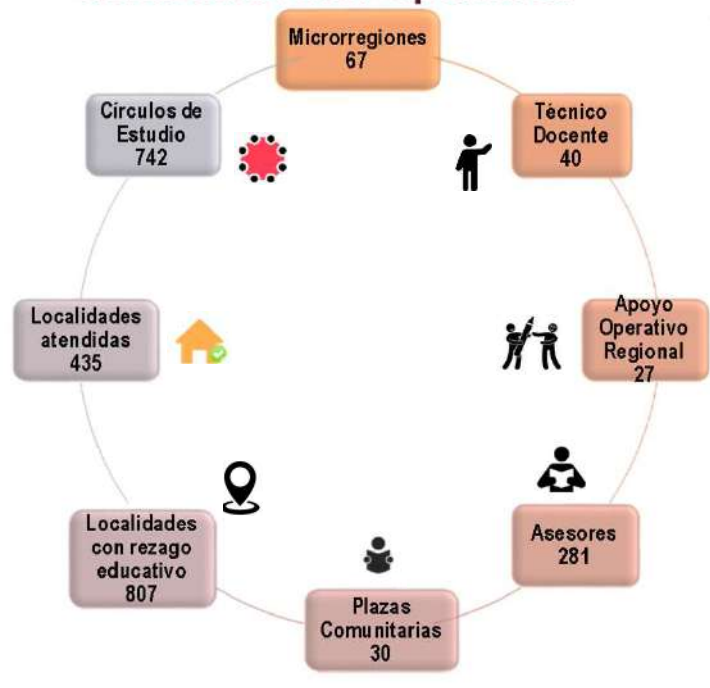 Microrregiones
67
Técnico
Docente
40
Apoyo
Operativo
Regional
27
Asesores
281
Plazas
Comunitarias
30
Localidades
con rezago
educativo
807
Localidades
atendidas
435
Círculos de
Estudio
742